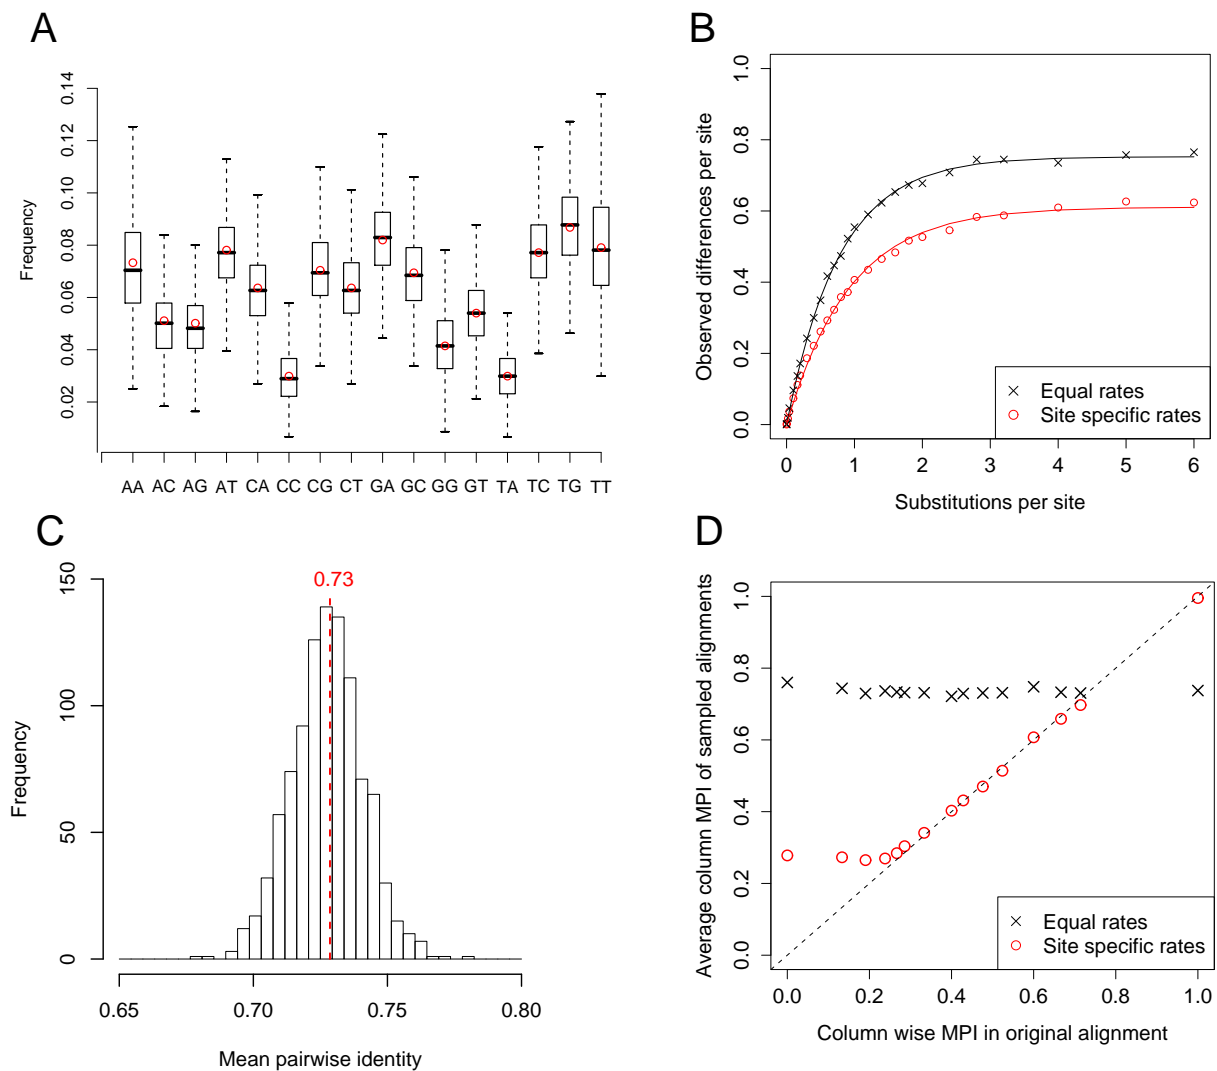 A
Frequency
0.02 0.04 0.06 0.08 0.10 0.12 0.14
AA AC AG AT CA CC CG CT GA GC GG GT TA TC TG TT
B
Observed differences per site
0.0 0.2 0.4 0.6 0.8 1.0
Equal rates
Site specific rates
0 1 2 3 4 5 6
Substitutions per site
C
Frequency
0 50 100 150
0.73
0.65 0.70 0.75 0.80
Mean pairwise identity
D
Average column MPI of sampled alignments
0.0 0.2 0.4 0.6 0.8 1.0
Equal rates
Site specific rates
0.0 0.2 0.4 0.6 0.8 1.0
Column wise MPI in original alignment